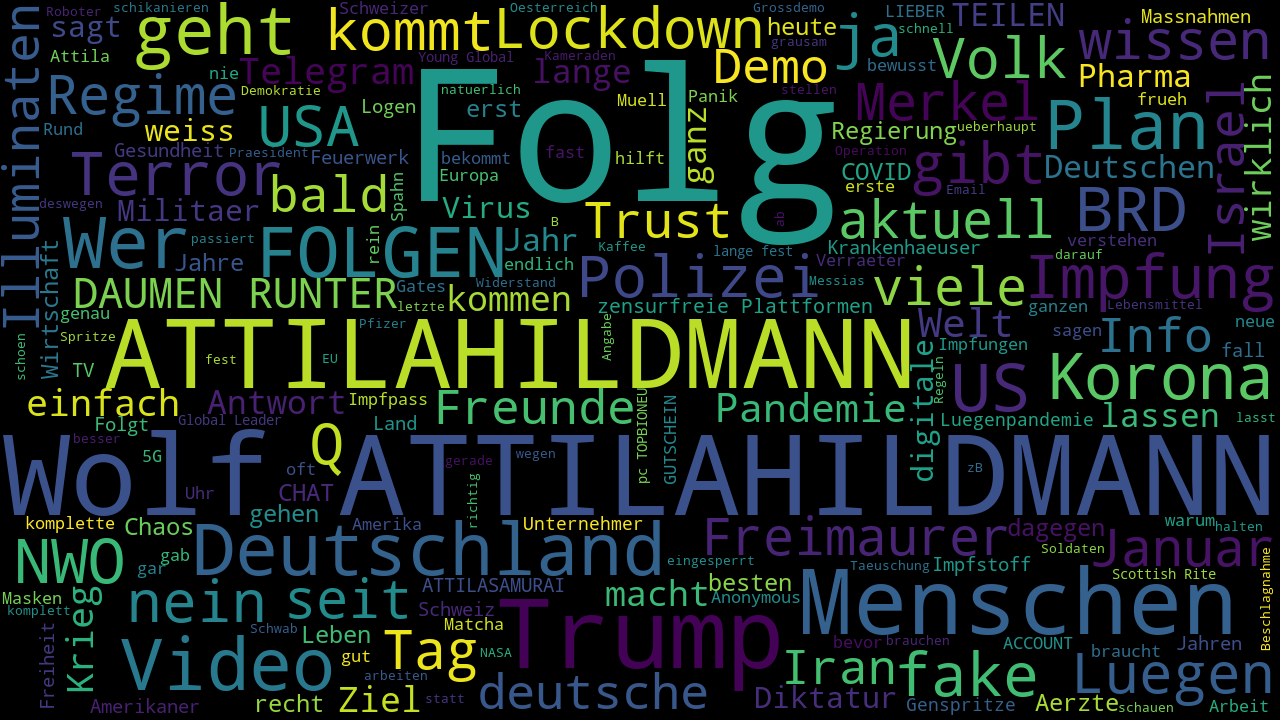 Roboter schikanieren Schweizer Oesterreich Grossdemo LIEBER TEILEN Massnahmen
sagt geht kommt Lockdown heute ja schnell wissen
Attila Young Global Kameraden grausam Demo bewusst Volk Pharma
nie Telegram lange
Illuminaten Regime Demokratie Logen natuerlich erst Muell Panik stellen Merkel Plan frueh Israel wirklich
Rund weiss USA Folg ganz Regierung ueberhaupt
Gesundheit Praesident Feuerwerk bekommt fast hilft Operation COVID gibt Deutschen
Terror Europa erste Email
deswegen Militaer bald Spahn Virus B Trust ab aktuell BRD
Wer passiert rein FOLGEN Jahr Kaffee lange fest Krankenhaeuser verstehen
Wirtschaft Jahre endlich Polizei Verraeter darauf
DAUMEN RUNTER Gates Widerstand kommen zensurfreie Plattformen Messias viele ganzen Impfung Lebensmittel
genau letzte
Spritze ATTILAHILDMANN Pfizer Angabe Welt Info sagen neue
schoen TV fest EU Impfungen fall
einfach Antwort Impfpass Freunde Pandemie digitale Regeln US Korona
Folgt Global Leader Land Luegenpandemie lassen lasst
besser Q pc TOPBIONEU GUTSCHEIN
Wolf ATTILAHILDMANN
5G oft gerade wegen zB
Uhr CHAT richtig
komplette Chaos gehen Amerika Unternehmer Freimaurer dagegen warum halten
NWO gab Deutschland Soldaten Januar
gar eingesperrt Taeuschung Impfstoff Scottish Rite Beschlagnahme
Masken nein seit ATTILASAMURAI macht besten Anonymous Menschen
komplett Krieg Schweiz
Freiheit Schwab Leben Matcha Trump bevor brauchen ACCOUNT Jahren
Video gut Tag NASA Iran fake braucht Luegen
arbeiten
Amerikaner recht Ziel statt deutsche Diktatur Genspritze Aerzte schauen Arbeit